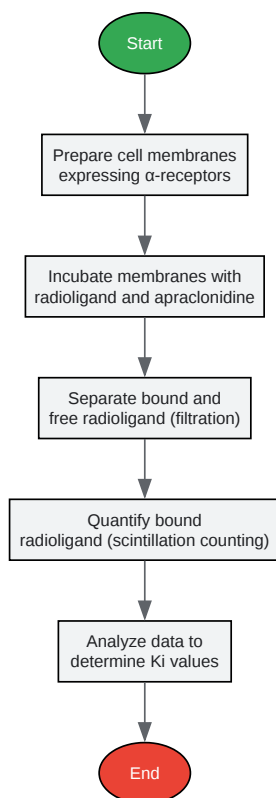 Start
Prepare cell membranes
expressing α-receptors
Incubate membranes with
radioligand and apraclonidine
Separate bound and
free radioligand (filtration)
Quantify bound
radioligand (scintillation counting)
Analyze data to
determine Ki values
End